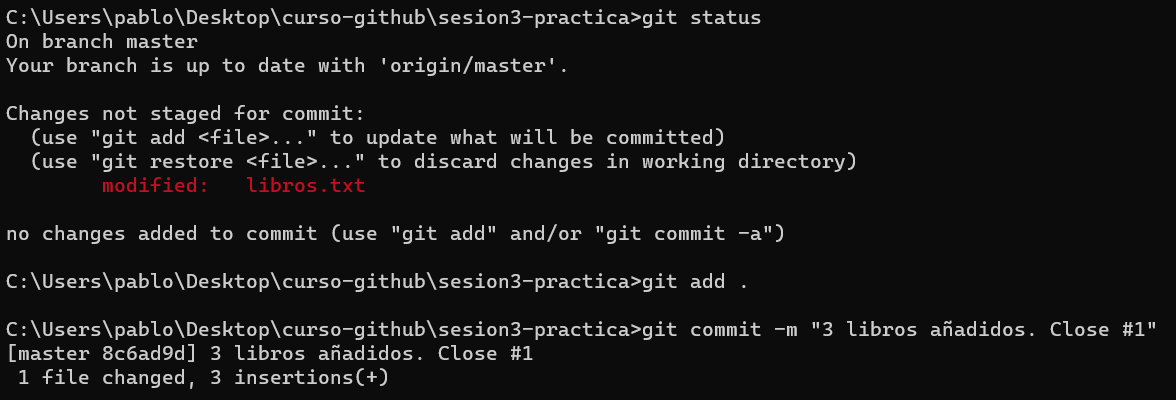 C:\Users\pablo\Desktop\curso-github\sesion3-practica>git status
On branch master
Your branch is up to date with 'origin/master'.
Changes not staged for commit:
(use "git add <file>..." to update what will be committed)
(use "git restore <file>..." to discard changes in working directory)
modified:   libros.txt
no changes added to commit (use "git add" and/or "git commit -a")
C:\Users\pablo\Desktop\curso-github\sesion3-practica>git add .
C:\Users\pablo\Desktop\curso-github\sesion3-practica>git commit -m "3 libros añadidos. Close #1"
[master 8c6ad9d] 3 libros añadidos. Close #1
1 file changed, 3 insertions(+)